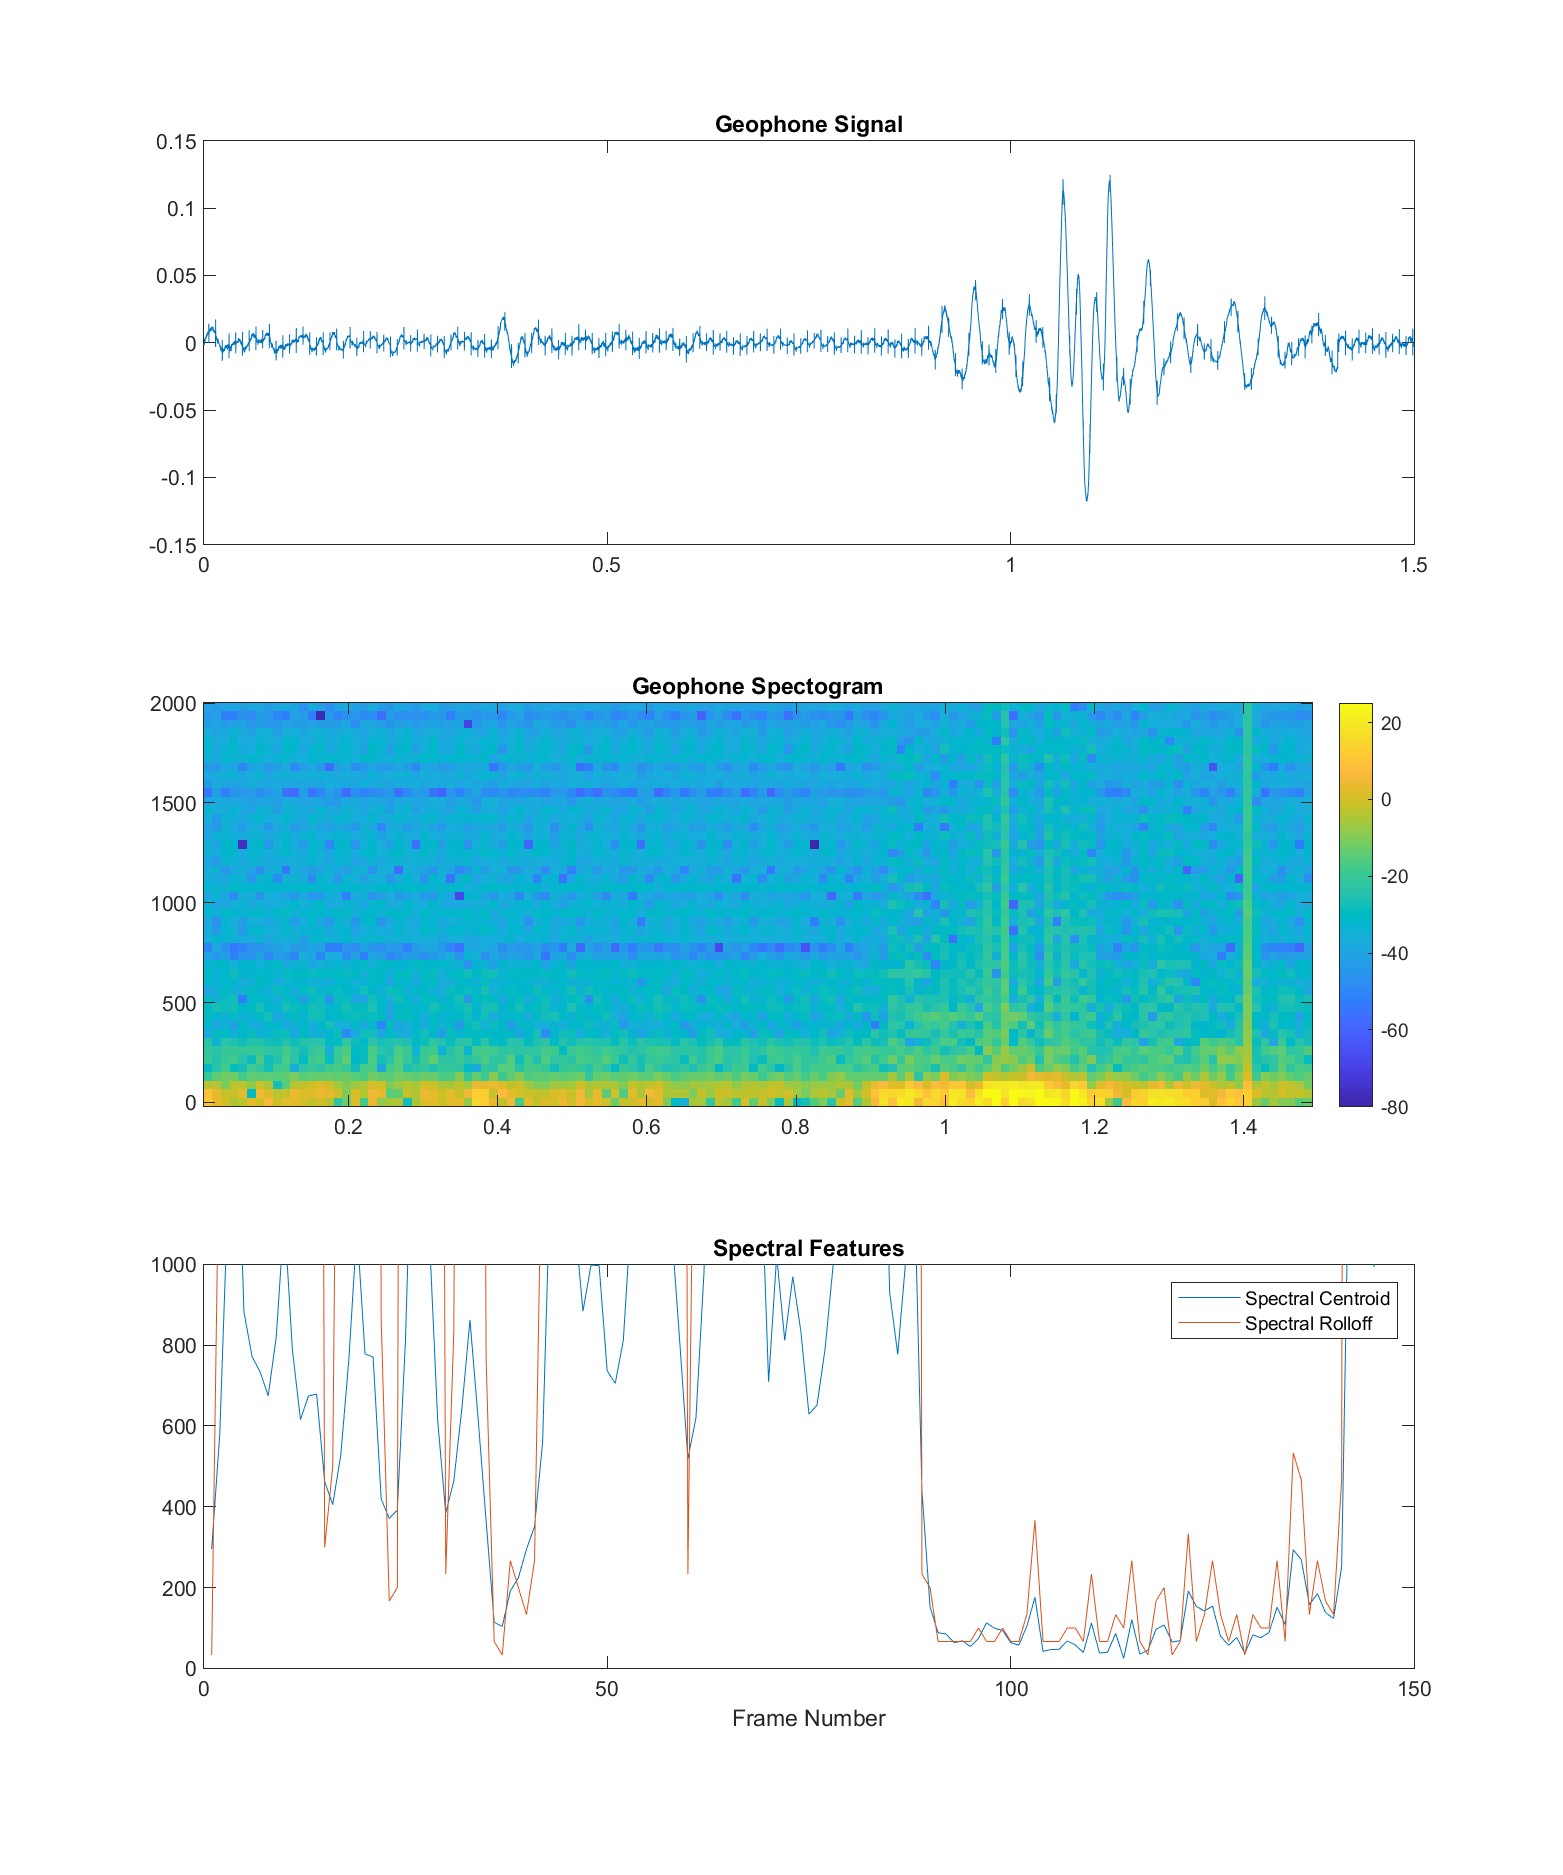 Geophone Signal
0.15
0.1
0.05
0
-0.05
-0.1
-0.15
0 0.5 1 1.5
Geophone Spectogram
2000
1500
1000
500
0
0.2 0.4 0.6 0.8 1 1.2 1.4
20
0
-20
-40
-60
-80
Spectral Features
1000
800
600
400
200
0
0 50 100 150
Spectral Centroid
Spectral Rolloff
Frame Number